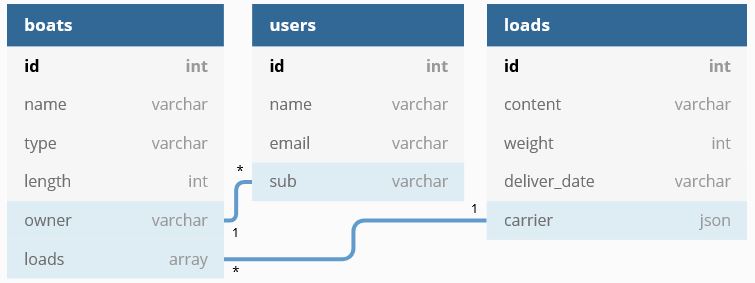 boats
id int
name varchar
type varchar
length int
owner varchar
loads array
users
id int
name varchar
email varchar
sub varchar
loads
id int
content varchar
weight int
deliver_date varchar
carrier json
*
1
1
*